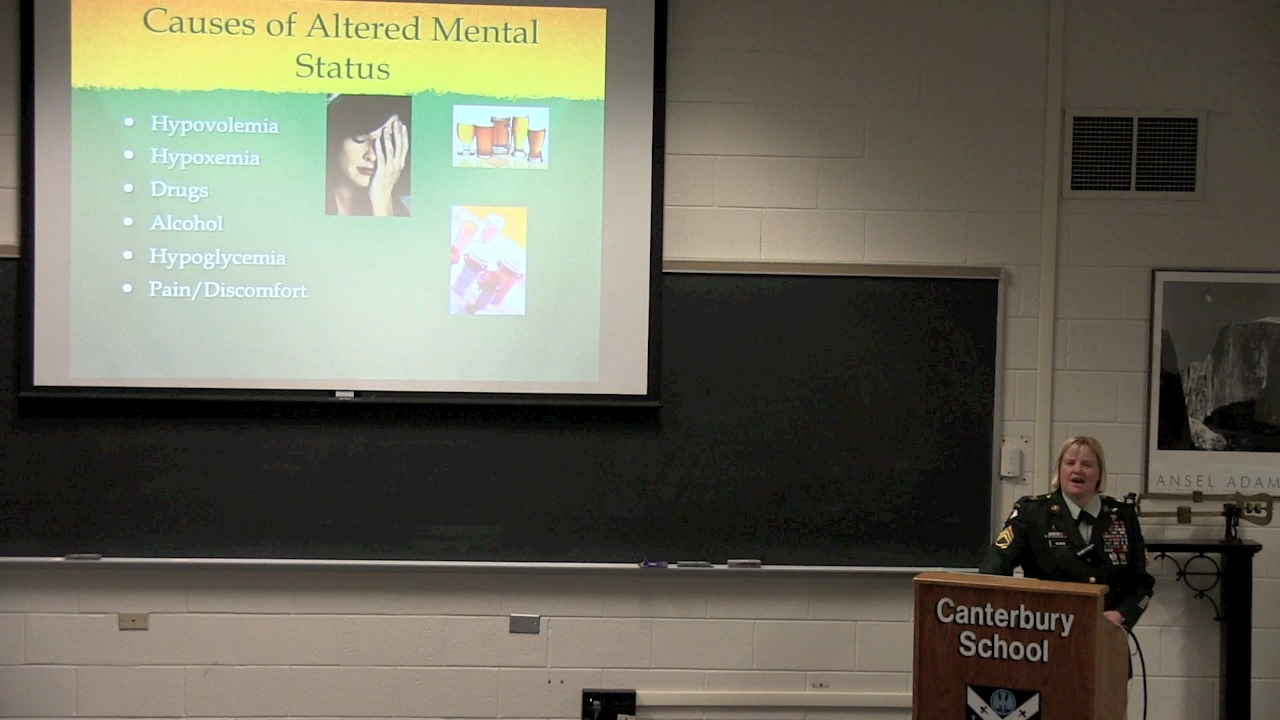 Causes of Altered Mental
Status
• Hypovolemia
• Hypoxemia
• Drugs
• Alcohol
• Hypoglycemia
• Pain/Discomfort
ANSEL ADAM
Canterbury
School